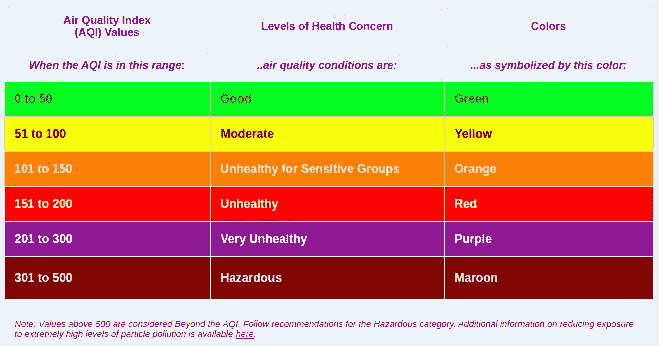 Air Quality Index
(AQI) Values
Levels of Health Concern
Colors
When the AQI is in this range:
..air quality conditions are:
...as symbolized by this color:
0 to 50
Good
Green
51 to 100
Moderate
Yellow
101 to 150
Unhealthy for Sensitive Groups
Orange
151 to 200
Unhealthy
Red
201 to 300
Very Unhealthy
Purple
301 to 500
Hazardous
Maroon
Note: Values above 500 are considered Beyond the AQI. Follow recommendations for the Hazardous category. Additional information on reducing exposure
to extremely high levels of particle pollution is available here.